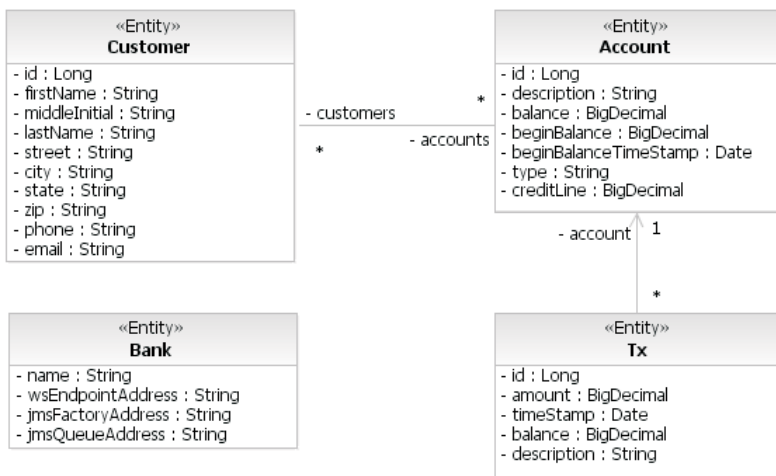 «Entity»
Customer
- id : Long
- firstName : String
- middleInitial : String
- lastName : String
- street : String
- city : String
- state : String
- zip : String
- phone : String
- email : String
- customers
*
*
- accounts
«Entity»
Account
- id : Long
- description : String
- balance : BigDecimal
- beginBalance : BigDecimal
- beginBalanceTimeStamp : Date
- type : String
- creditLine : BigDecimal
- account
1
*
«Entity»
Bank
- name : String
- wsEndpointAddress : String
- jmsFactoryAddress : String
- jmsQueueAddress : String
«Entity»
Tx
- id : Long
- amount : BigDecimal
- timeStamp : Date
- balance : BigDecimal
- description : String